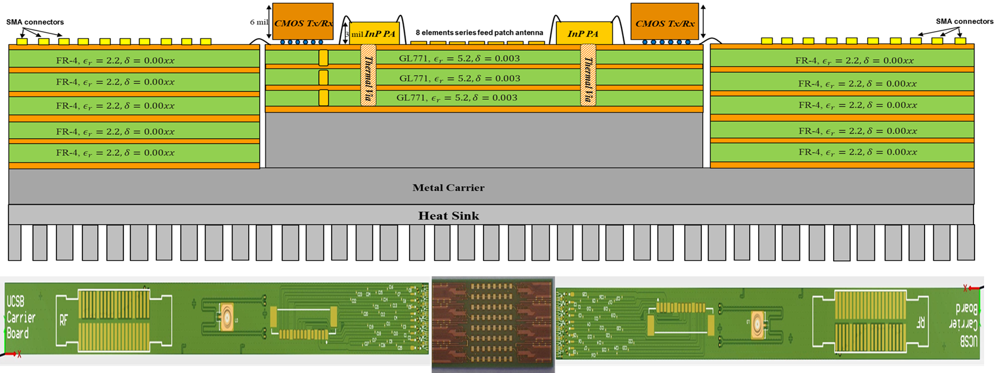 SMA connectors
6 mil
CMOS Tx/Rx
3 mil
InP PA
8 elements series feed patch antenna
InP PA
CMOS Tx/Rx
SMA connectors
FR-4, ϵr = 2.2, δ = 0.00xx
FR-4, ϵr = 2.2, δ = 0.00xx
FR-4, ϵr = 2.2, δ = 0.00xx
FR-4, ϵr = 2.2, δ = 0.00xx
FR-4, ϵr = 2.2, δ = 0.00xx
Thermal Via
GL771, ϵr = 5.2, δ = 0.003
GL771, ϵr = 5.2, δ = 0.003
GL771, ϵr = 5.2, δ = 0.003
Thermal Via
FR-4, ϵr = 2.2, δ = 0.00xx
FR-4, ϵr = 2.2, δ = 0.00xx
FR-4, ϵr = 2.2, δ = 0.00xx
FR-4, ϵr = 2.2, δ = 0.00xx
FR-4, ϵr = 2.2, δ = 0.00xx
Metal Carrier
Heat Sink
UCSB
Carrier
Board
RF
X
X
RF
UCSB
Carrier
Board